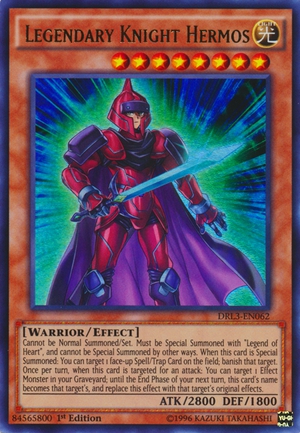 LEGENDARY KNIGHT HERMOS
LIGHT
光
DRL3-EN062
[WARRIOR/EFFECT]
Cannot be Normal Summoned/Set. Must be Special Summoned with "Legend of
Heart", and cannot be Special Summoned by other ways. When this card is Special
Summoned: You can target 1 face-up Spell/Trap Card on the field; banish that target.
Once per turn, when this card is targeted for an attack: You can target 1 Effect
Monster in your Graveyard; until the End Phase of your next turn, this card's name
becomes that target's, and replace this effect with that target's original effects.
ATK/2800 DEF/1800
84565800 1st Edition ©1996 KAZUKI TAKAHASHI